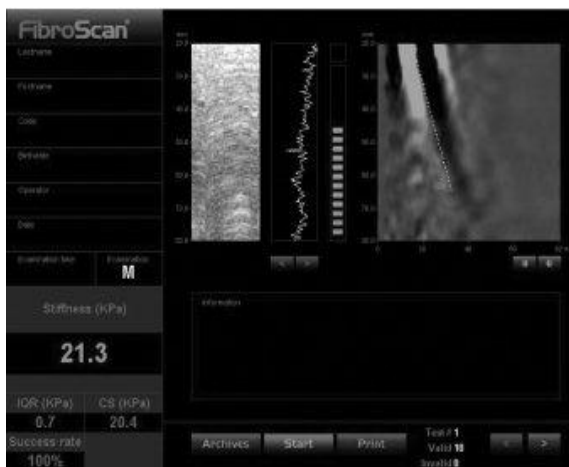 FibroScan
Lastname
Firstname
Code
Birthdate
Operator
Date
Examination
M
Stiffness (KPa)
21.3
IQR (KPa) CS (KPa)
0.7 20.4
Success rate
100%
Information
Archives Start Print
Test # 1
Valid 10
Invalid 0